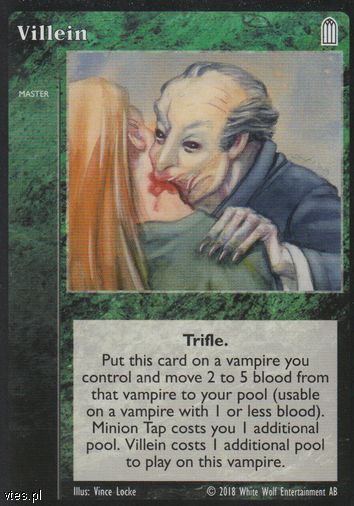 Villein
MASTER
Trifle.
Put this card on a vampire you
control and move 2 to 5 blood from
that vampire to your pool (usable
on a vampire with 1 or less blood).
Minion Tap costs you 1 additional
pool. Villein costs 1 additional pool
to play on this vampire.
Illus: Vince Locke © 2018 White Wolf Entertainment AB
vtes.pl